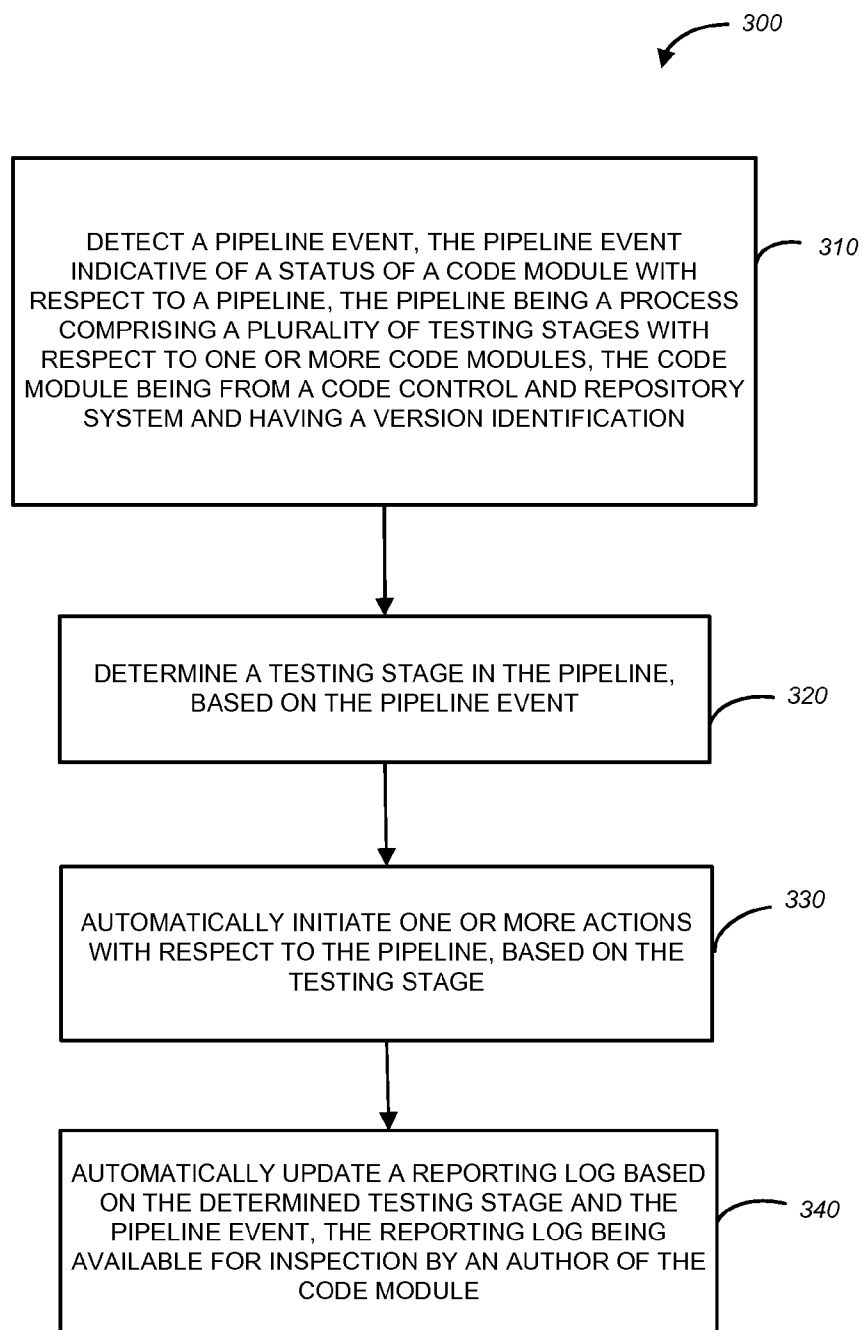 300
DETECT A PIPELINE EVENT, THE PIPELINE EVENT
INDICATIVE OF A STATUS OF A CODE MODULE WITH
RESPECT TO A PIPELINE, THE PIPELINE BEING A PROCESS
COMPRISING A PLURALITY OF TESTING STAGES WITH
RESPECT TO ONE OR MORE CODE MODULES, THE CODE
MODULE BEING FROM A CODE CONTROL AND REPOSITORY
SYSTEM AND HAVING A VERSION IDENTIFICATION
310
DETERMINE A TESTING STAGE IN THE PIPELINE,
BASED ON THE PIPELINE EVENT
320
AUTOMATICALLY INITIATE ONE OR MORE ACTIONS
WITH RESPECT TO THE PIPELINE, BASED ON THE
TESTING STAGE
330
AUTOMATICALLY UPDATE A REPORTING LOG BASED
ON THE DETERMINED TESTING STAGE AND THE
PIPELINE EVENT, THE REPORTING LOG BEING
AVAILABLE FOR INSPECTION BY AN AUTHOR OF THE
CODE MODULE
340